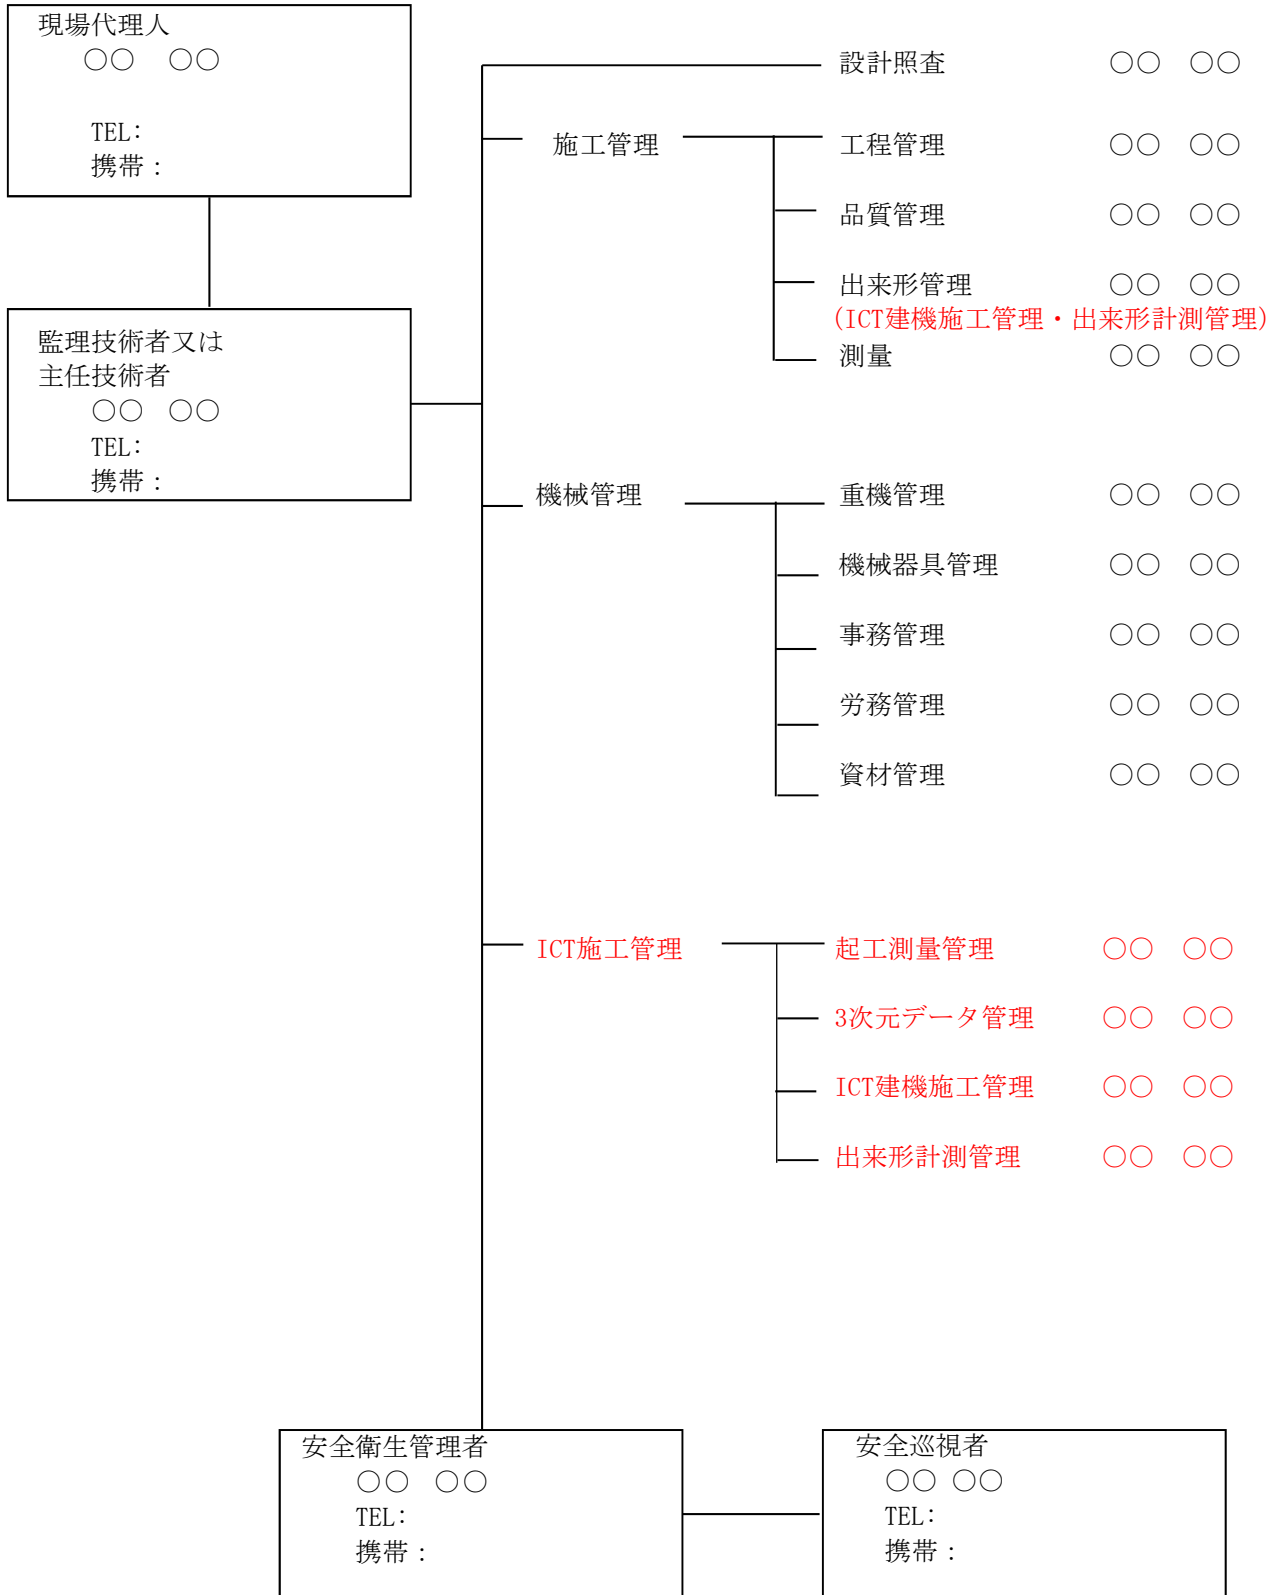 現場代理人
○○　○○
TEL:
携帯：
監理技術者又は
主任技術者
○○　○○
TEL:
携帯：
設計照査　○○　○○
施工管理
工程管理　○○　○○
品質管理　○○　○○
出来形管理　○○　○○
(ICT建機施工管理・出来形計測管理)
測量　○○　○○
機械管理
重機管理　○○　○○
機械器具管理　○○　○○
事務管理　○○　○○
労務管理　○○　○○
資材管理　○○　○○
ICT施工管理
起工測量管理　○○　○○
3次元データ管理　○○　○○
ICT建機施工管理　○○　○○
出来形計測管理　○○　○○
安全衛生管理者
○○　○○
TEL:
携帯：
安全巡視者
○○ ○○
TEL:
携帯：